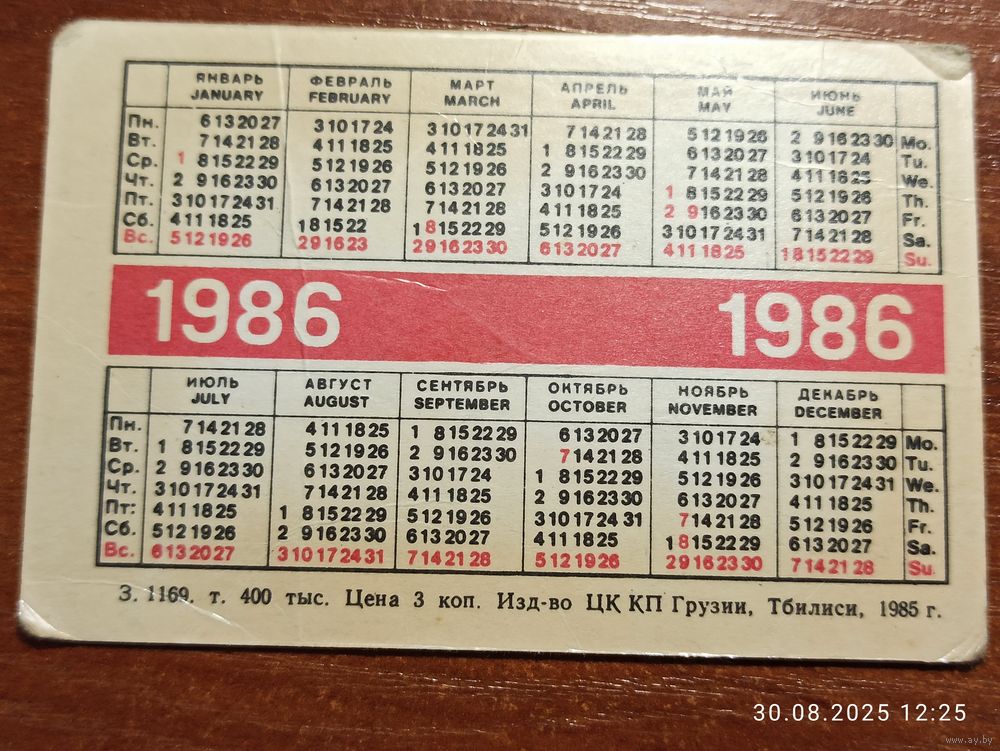 ЯНВАРЬ ФЕВРАЛЬ МАРТ АПРЕЛЬ МАЙ ИЮНЬ
JANUARY FEBRUARY MARCH APRIL MAY JUNE
Пн. 6 13 20 27 3 10 17 24 3 10 17 24 31 7 14 21 28 5 12 19 26 2 9 16 23 30 Mo.
Вт. 7 14 21 28 4 11 18 25 4 11 18 25 1 8 15 22 29 6 13 20 27 3 10 17 24 Tu.
Ср. 1 8 15 22 29 5 12 19 26 5 12 19 26 2 9 16 23 30 7 14 21 28 4 11 18 25 We.
Чт. 2 9 16 23 30 6 13 20 27 6 13 20 27 3 10 17 24 1 8 15 22 29 5 12 19 26 Th.
Пт. 3 10 17 24 31 7 14 21 28 7 14 21 28 4 11 18 25 2 9 16 23 30 6 13 20 27 Fr.
Сб. 4 11 18 25 1 8 15 22 1 8 15 22 29 5 12 19 26 3 10 17 24 31 7 14 21 28 Sa.
Вс. 5 12 19 26 2 9 16 23 2 9 16 23 30 6 13 20 27 4 11 18 25 1 8 15 22 29 Su.
1986 1986
ИЮЛЬ АВГУСТ СЕНТЯБРЬ ОКТЯБРЬ НОЯБРЬ ДЕКАБРЬ
JULY AUGUST SEPTEMBER OCTOBER NOVEMBER DECEMBER
Пн. 7 14 21 28 4 11 18 25 1 8 15 22 29 6 13 20 27 3 10 17 24 1 8 15 22 29 Mo.
Вт. 1 8 15 22 29 5 12 19 26 2 9 16 23 30 7 14 21 28 4 11 18 25 2 9 16 23 30 Tu.
Ср. 2 9 16 23 30 6 13 20 27 3 10 17 24 1 8 15 22 29 5 12 19 26 3 10 17 24 31 We.
Чт. 3 10 17 24 31 7 14 21 28 4 11 18 25 2 9 16 23 30 6 13 20 27 4 11 18 25 Th.
Пт. 4 11 18 25 1 8 15 22 29 5 12 19 26 3 10 17 24 31 7 14 21 28 5 12 19 26 Fr.
Сб. 5 12 19 26 2 9 16 23 30 6 13 20 27 4 11 18 25 1 8 15 22 29 6 13 20 27 Sa.
Вс. 6 13 20 27 3 10 17 24 31 7 14 21 28 5 12 19 26 2 9 16 23 30 7 14 21 28 Su.
З. 1169. т. 400 тыс. Цена 3 коп. Изд-во ЦК КП Грузии, Тбилиси, 1985 г.
30.08.2025 12:25
www.ay.by